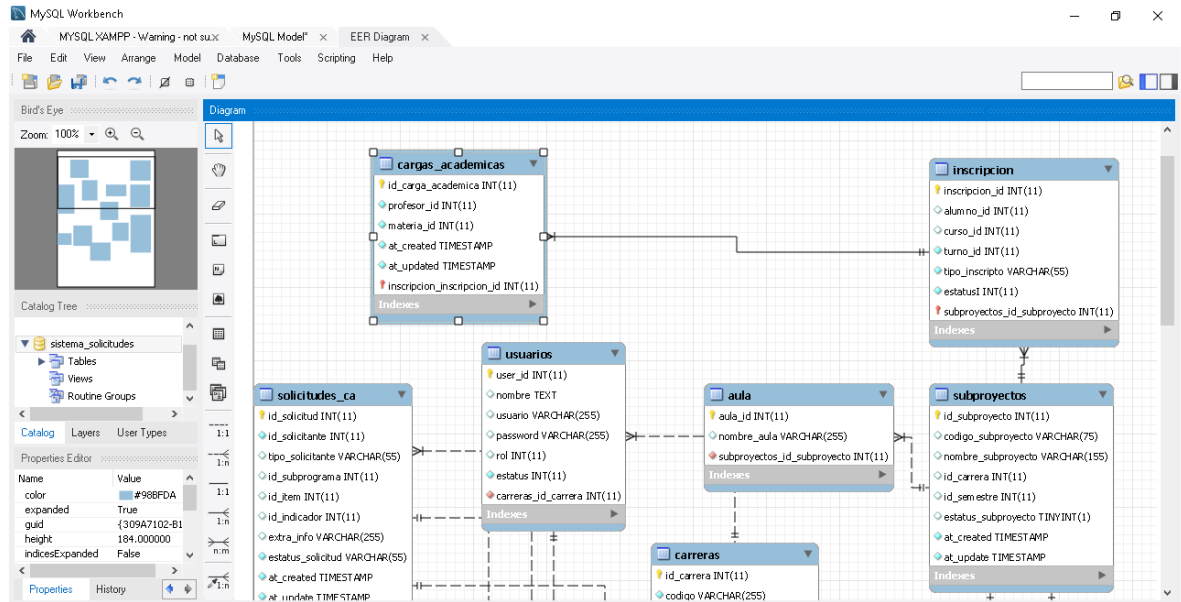 MySQL Workbench
MYSQL XAMPP - Warning - not su... MySQL Model* EER Diagram
File Edit View Arrange Model Database Tools Scripting Help
Bird's Eye
Zoom: 100%
Catalog Tree
sistema_solicitudes
Tables
Views
Routine Groups
Catalog Layers User Types
Properties Editor
Name Value
color #98BFDA
expanded True
guid {309A7102-B1
height 184.000000
indicesExpanded False
Properties History
Diagram
1:1
1:n
1:1
1:n
n:m
1:n
cargas_academicas
id_carga_academica INT(11)
profesor_id INT(11)
materia_id INT(11)
at_created TIMESTAMP
at_updated TIMESTAMP
inscripcion_inscripcion_id INT(11)
Indexes
inscripcion
inscripcion_id INT(11)
alumno_id INT(11)
curso_id INT(11)
turno_id INT(11)
tipo_inscripto VARCHAR(55)
estatusI INT(11)
subproyectos_id_subproyecto INT(11)
Indexes
usuarios
user_id INT(11)
nombre TEXT
usuario VARCHAR(255)
password VARCHAR(255)
rol INT(11)
estatus INT(11)
carreras_id_carrera INT(11)
Indexes
solicitudes_ca
id_solicitud INT(11)
id_solicitante INT(11)
tipo_solicitante VARCHAR(55)
id_subprograma INT(11)
id_item INT(11)
id_indicador INT(11)
extra_info VARCHAR(255)
estatus_solicitud VARCHAR(55)
at_created TIMESTAMP
at_update TIMESTAMP
aula
aula_id INT(11)
nombre_aula VARCHAR(255)
subproyectos_id_subproyecto INT(11)
Indexes
subproyectos
id_subproyecto INT(11)
codigo_subproyecto VARCHAR(75)
nombre_subproyecto VARCHAR(155)
id_carrera INT(11)
id_semestre INT(11)
estatus_subproyecto TINYINT(1)
at_created TIMESTAMP
at_update TIMESTAMP
Indexes
carreras
id_carrera INT(11)
codigo VARCHAR(255)